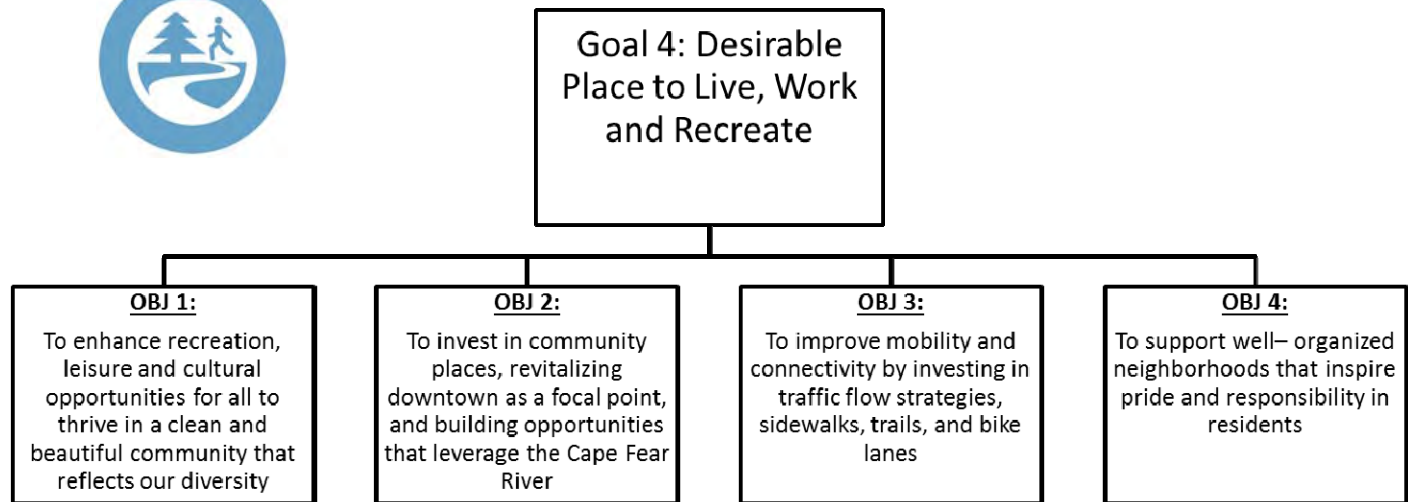 Goal 4: Desirable
Place to Live, Work
and Recreate
OBJ 1:
To enhance recreation,
leisure and cultural
opportunities for all to
thrive in a clean and
beautiful community that
reflects our diversity
OBJ 2:
To invest in community
places, revitalizing
downtown as a focal point,
and building opportunities
that leverage the Cape Fear
River
OBJ 3:
To improve mobility and
connectivity by investing in
traffic flow strategies,
sidewalks, trails, and bike
lanes
OBJ 4:
To support well– organized
neighborhoods that inspire
pride and responsibility in
residents